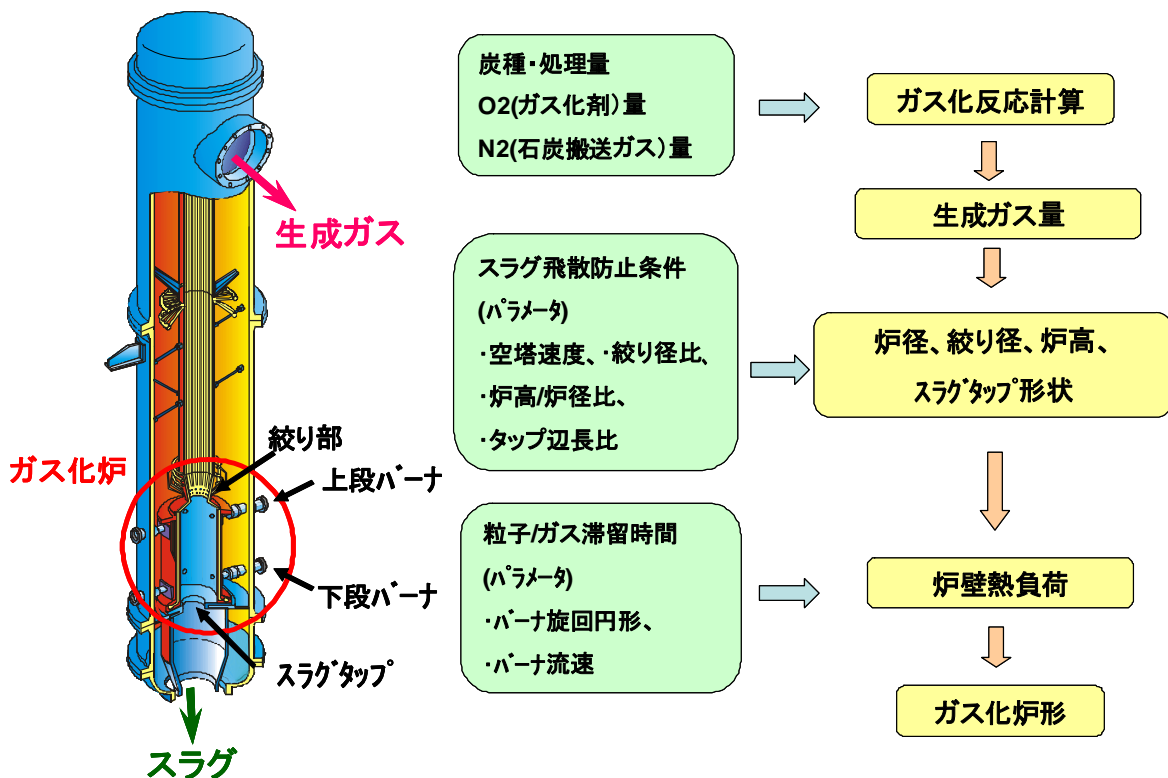 生成ガス
ガス化炉
絞り部
上段バーナ
下段バーナ
スラグタップ
スラグ
炭種・処理量
O2(ガス化剤)量
N2(石炭搬送ガス)量
スラグ飛散防止条件
(パラメータ)
・空塔速度、・絞り径比、
・炉高/炉径比、
・タップ辺長比
粒子/ガス滞留時間
(パラメータ)
・バーナ旋回円形、
・バーナ流速
ガス化反応計算
生成ガス量
炉径、絞り径、炉高、
スラグタップ形状
炉壁熱負荷
ガス化炉形